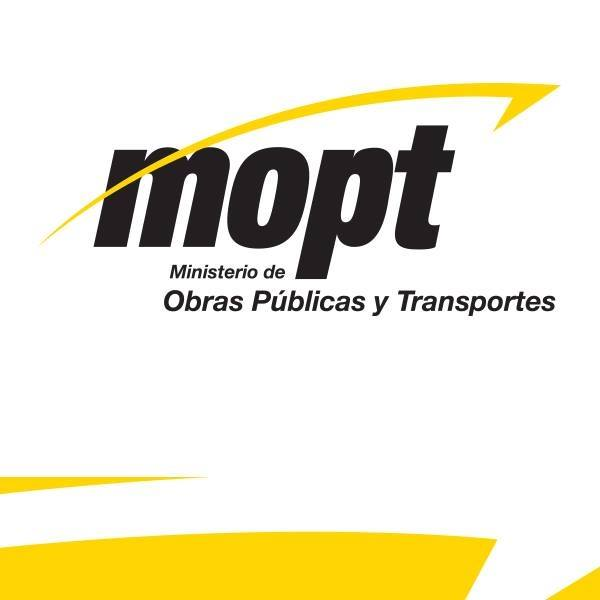 mopt
Ministerio de
Obras Públicas y Transportes